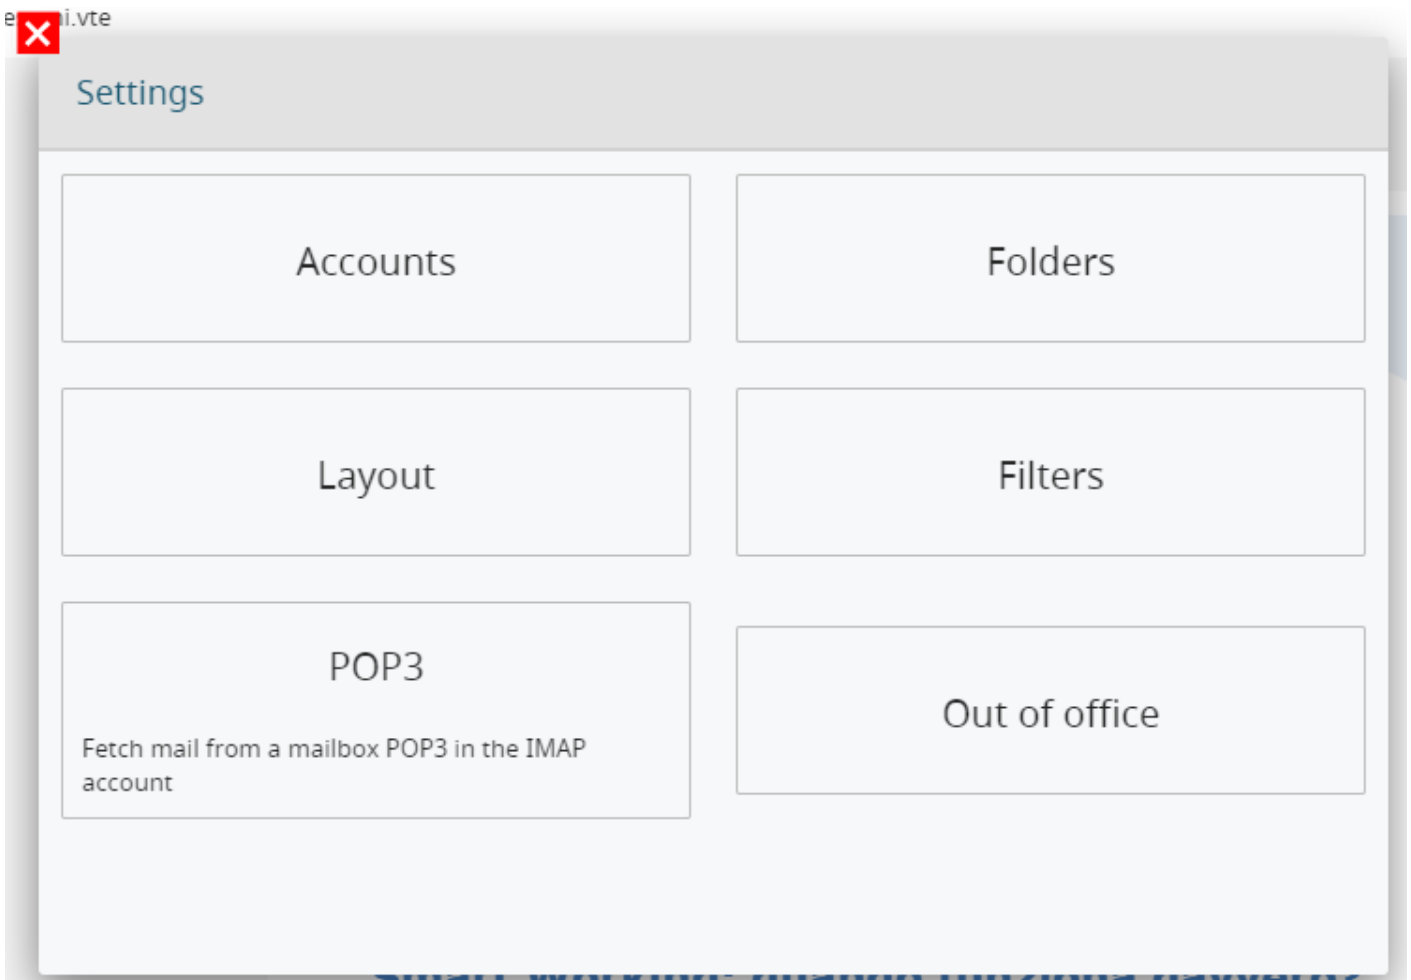 i.vte
Settings
Accounts
Folders
Layout
Filters
POP3
Fetch mail from a mailbox POP3 in the IMAP
account
Out of office